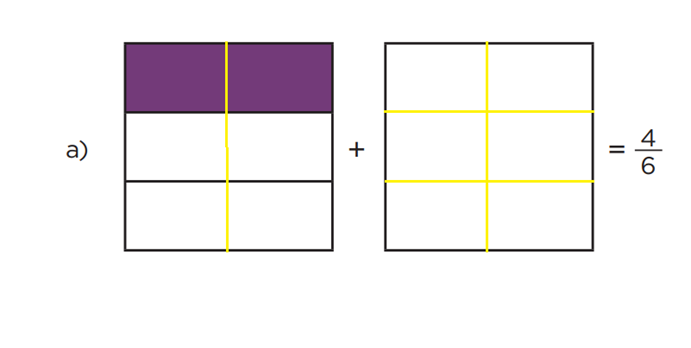 a) + = 4/6